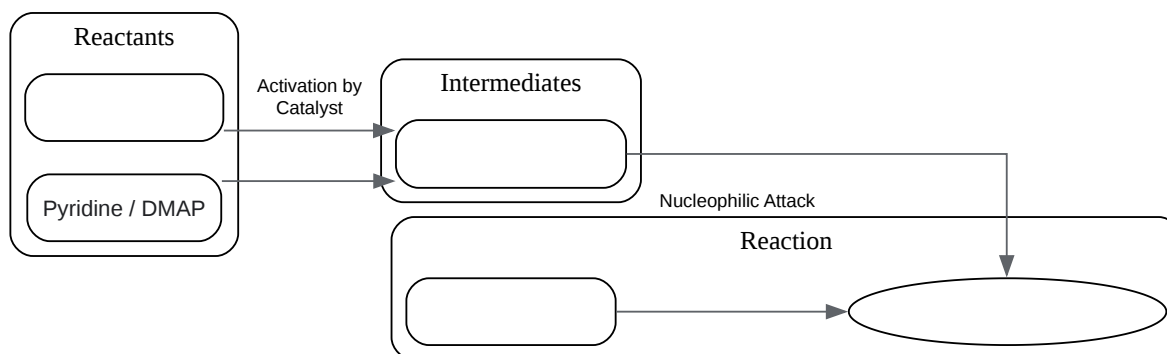 Reactants
Activation by
Catalyst
Intermediates
Pyridine / DMAP
Nucleophilic Attack
Reaction